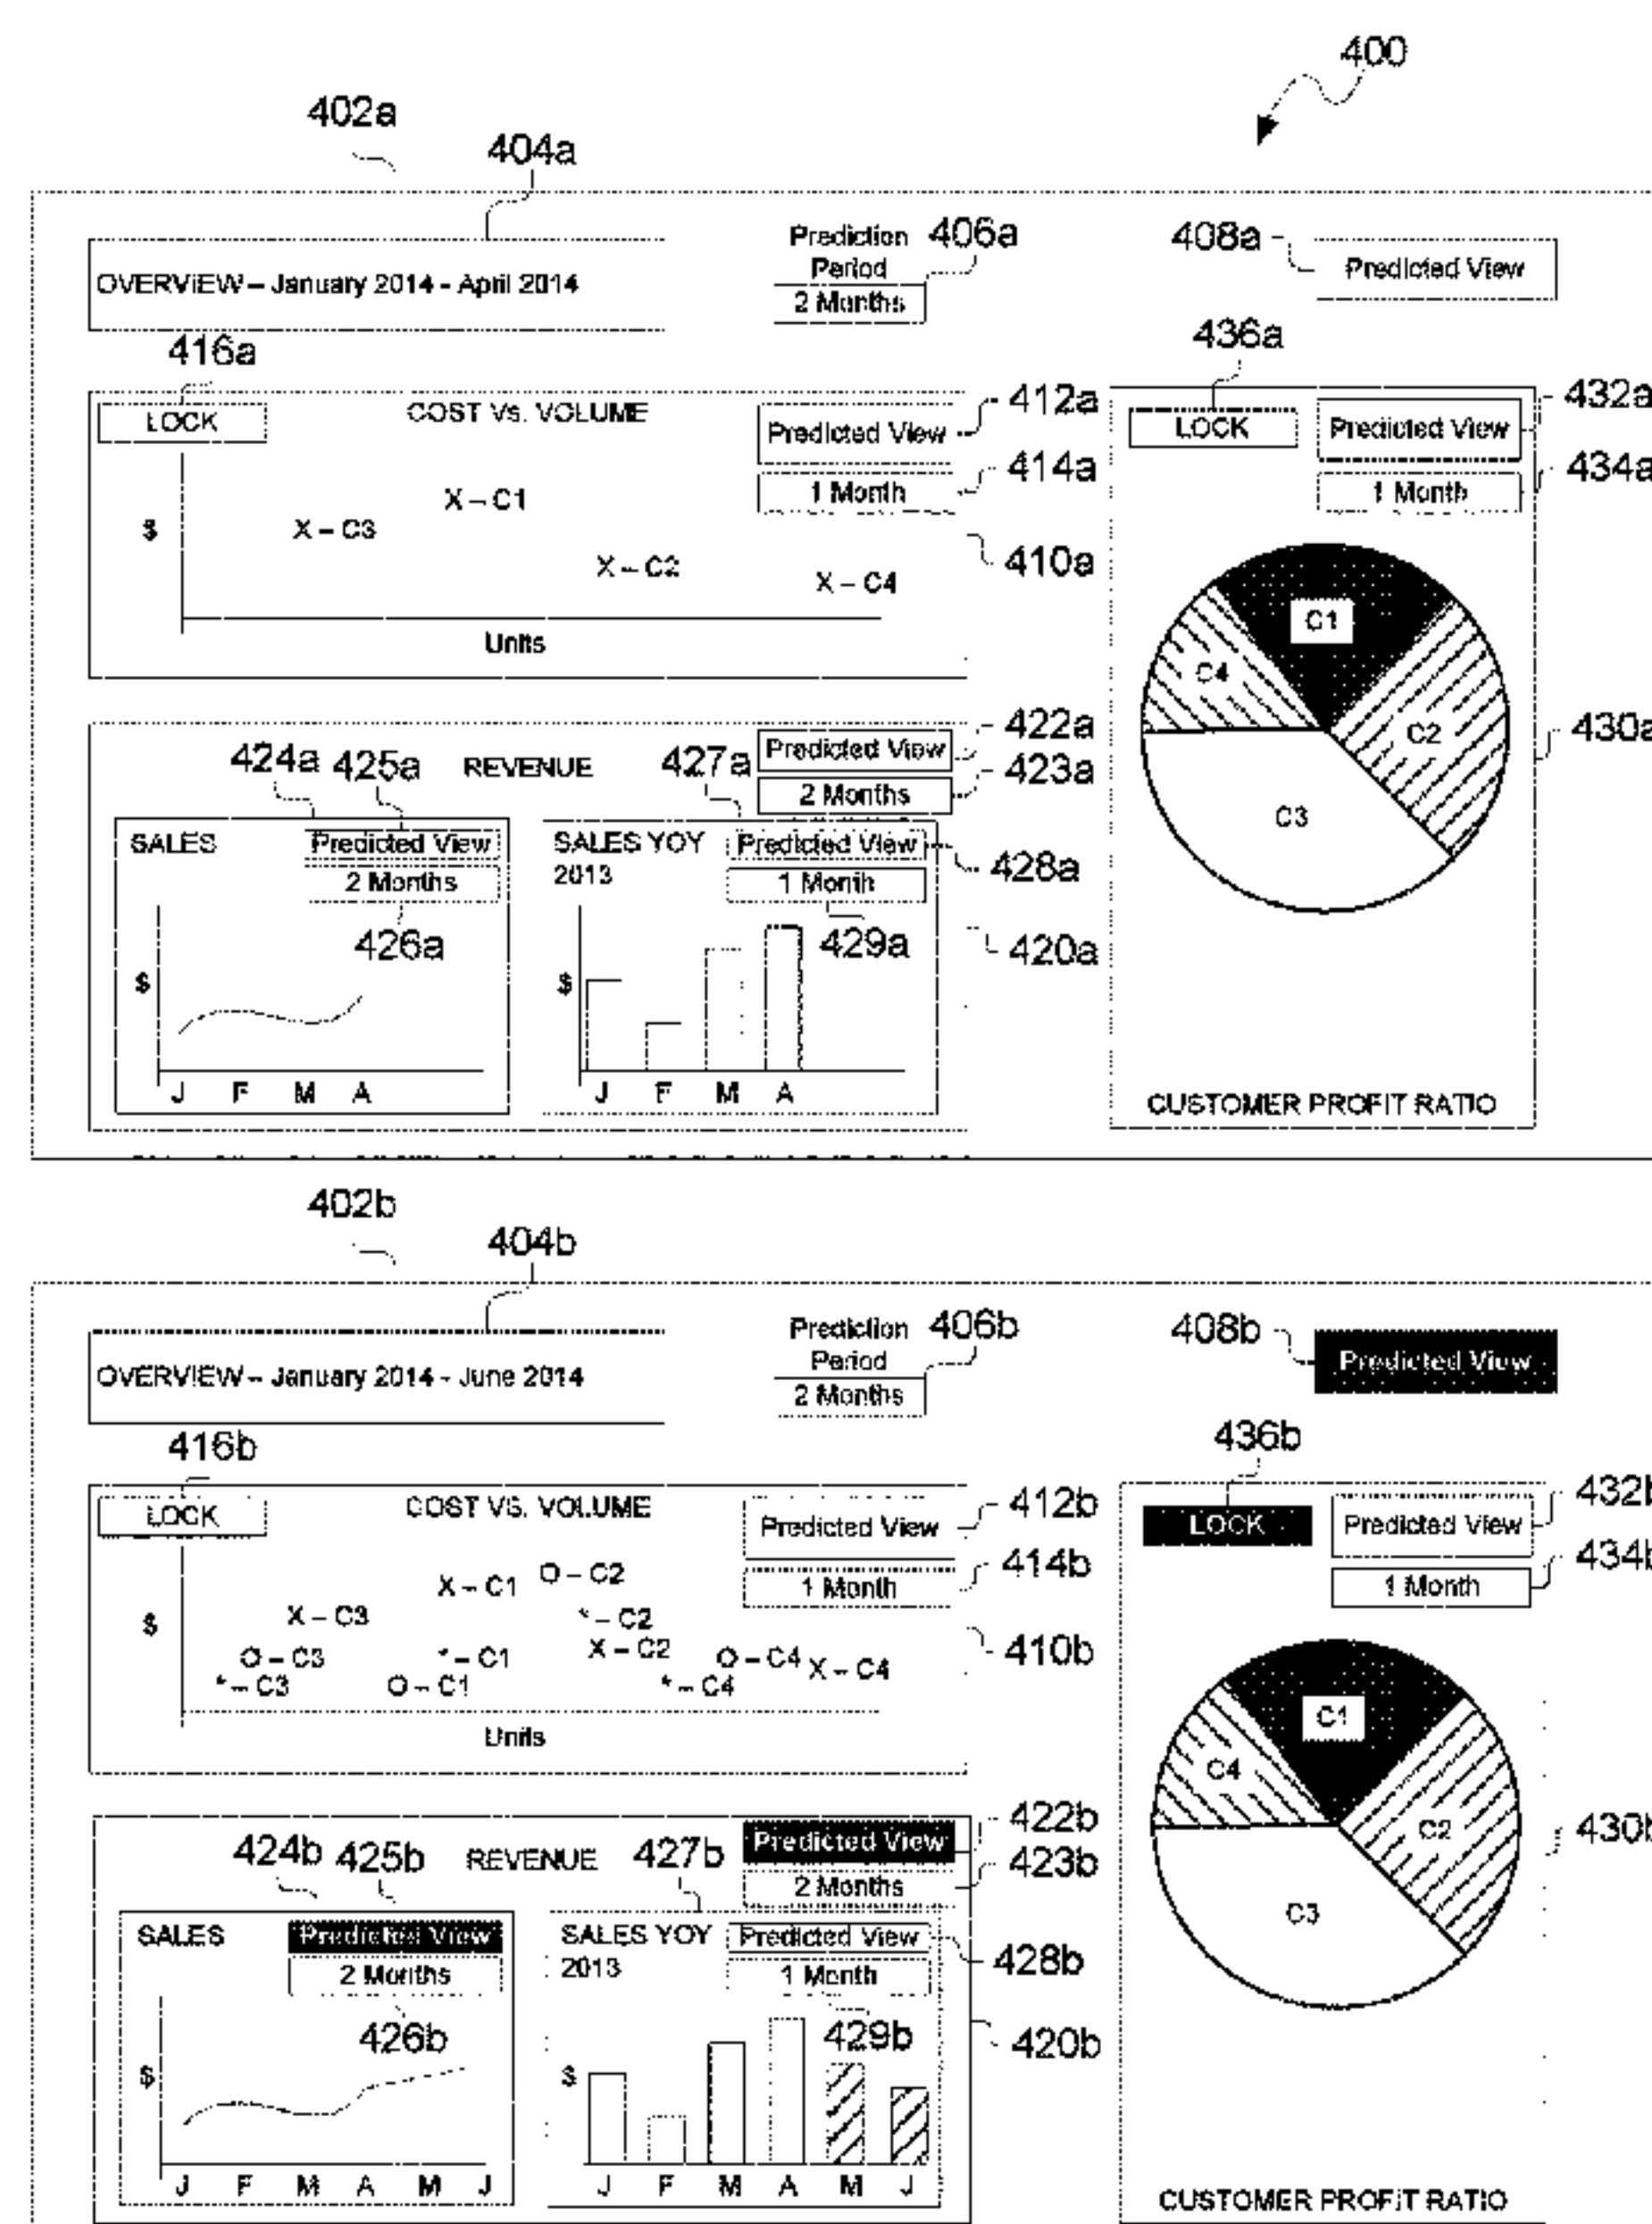 400
402a
404a
OVERVIEW – January 2014 - April 2014
Prediction
Period
2 Months
406a
408a
Predicted View
416a
LOCK
COST Vs. VOLUME
Predicted View
412a
1 Month
414a
$
X – C3
X – C1
X – C2
X – C4
410a
Units
436a
LOCK
Predicted View
432a
1 Month
434a
C1
C4
C2
C3
430a
CUSTOMER PROFIT RATIO
REVENUE
Predicted View
422a
2 Months
423a
424a
425a
427a
SALES
Predicted View
2 Months
426a
$
J F M A
SALES YOY
2013
Predicted View
428a
1 Month
429a
420a
$
J F M A
402b
404b
OVERVIEW – January 2014 - June 2014
Prediction
Period
2 Months
406b
408b
Predicted View
416b
LOCK
COST VS. VOLUME
Predicted View
412b
1 Month
414b
$
X – C1
O – C2
X – C3
* – C2
X – C2
O – C3
* – C1
O – C4
X – C4
* – C3
O – C1
* – C4
410b
Units
436b
LOCK
Predicted View
432b
1 Month
434b
C1
C4
C2
C3
430b
CUSTOMER PROFIT RATIO
REVENUE
Predicted View
422b
2 Months
423b
424b
425b
427b
SALES
Predicted View
2 Months
426b
$
J F M A M J
SALES YOY
2013
Predicted View
428b
1 Month
429b
420b
$
J F M A M J